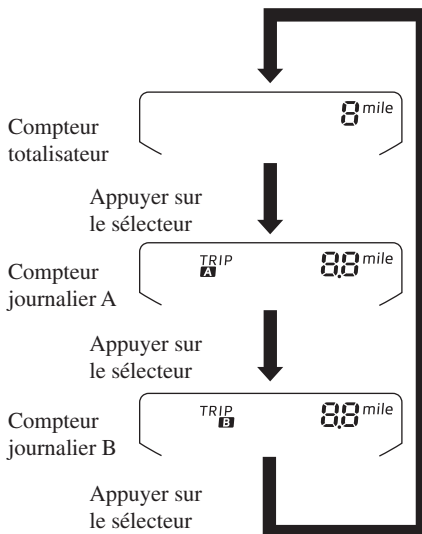 8 mile
Compteur
totalisateur
Appuyer sur
le sélecteur
TRIP A 8.8 mile
Compteur
journalier A
Appuyer sur
le sélecteur
TRIP B 8.8 mile
Compteur
journalier B
Appuyer sur
le sélecteur